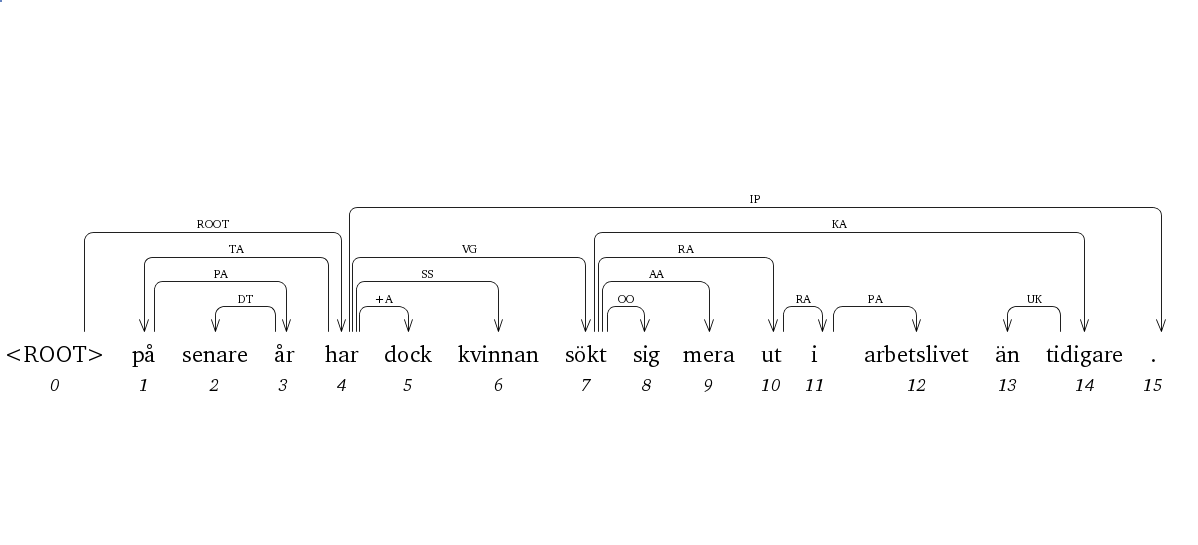 IP
ROOT KA
TA VG RA
PA SS AA
DT +A OO RA PA UK
<ROOT> på senare år har dock kvinnan sökt sig mera ut i arbetslivet än tidigare .
0 1 2 3 4 5 6 7 8 9 10 11 12 13 14 15